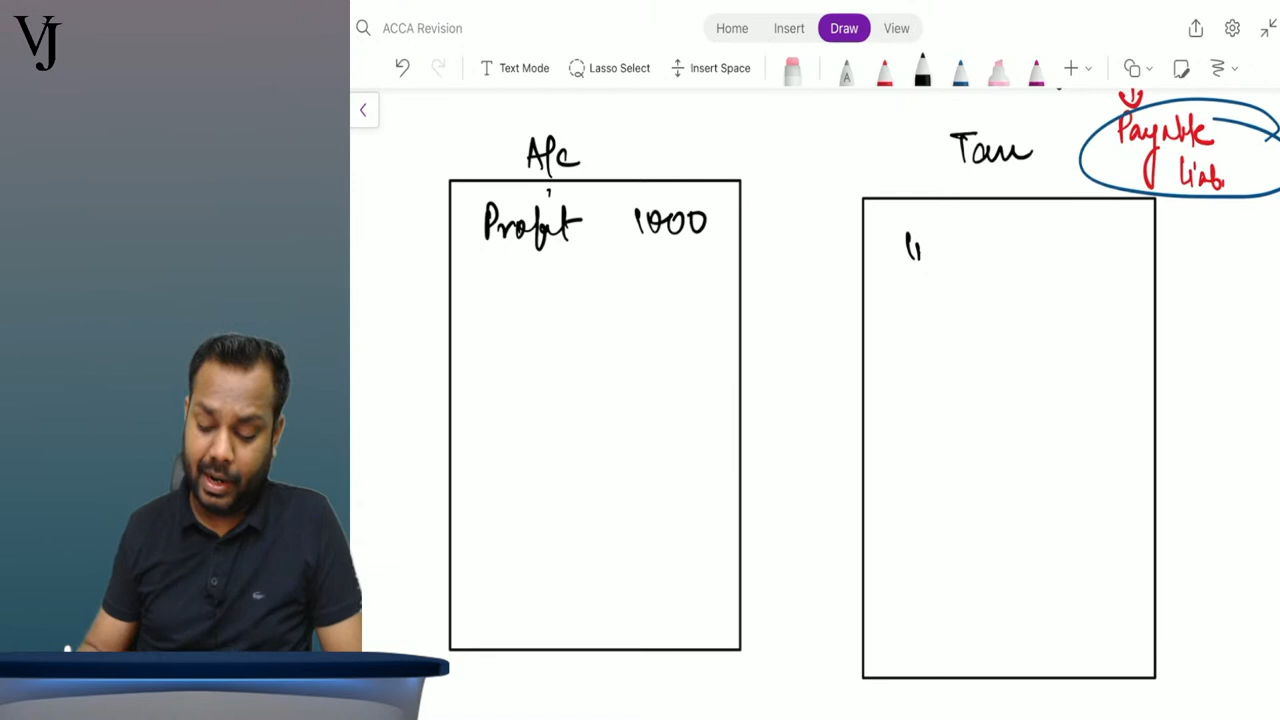 VJ
ACCA Revision
Home Insert Draw View
Text Mode Lasso Select Insert Space
A
Payable
liab.
A/c
Tax
Profit 1000
"